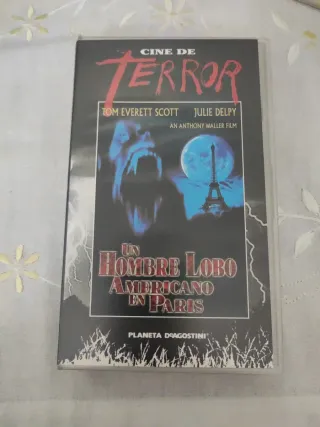 CINE DE
TERROR
TOM EVERETT SCOTT JULIE DELPY
AN ANTHONY WALLER FILM
UN
HOMBRE LOBO
AMERICANO
EN
PARIS
PLANETA DEAGOSTINI